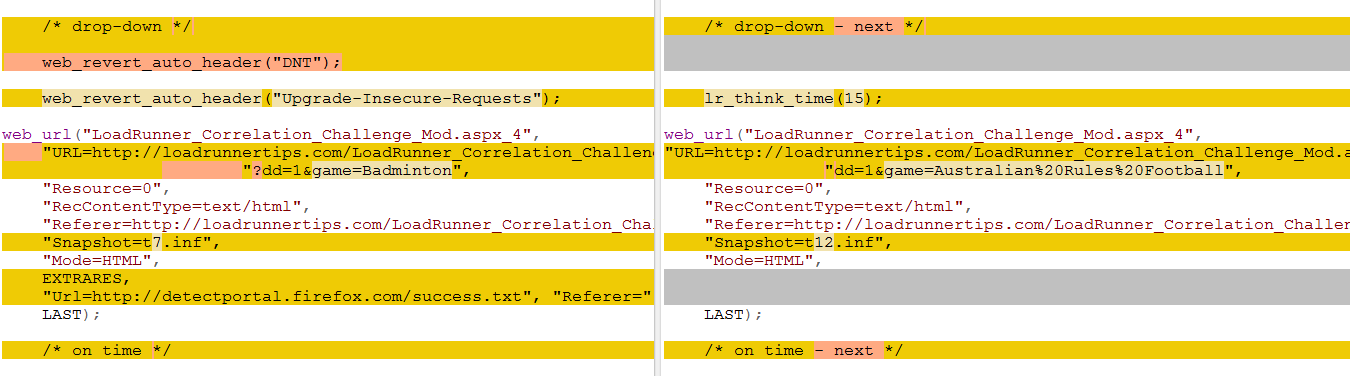 /* drop-down */
web_revert_auto_header("DNT");
web_revert_auto_header("Upgrade-Insecure-Requests");
web_url("LoadRunner_Correlation_Challenge_Mod.aspx_4",
"URL=http://loadrunnertips.com/LoadRunner_Correlation_Challen
"?dd=1&game=Badminton",
"Resource=0",
"RecContentType=text/html",
"Referer=http://loadrunnertips.com/LoadRunner_Correlation_Cha
"Snapshot=t7.inf",
"Mode=HTML",
EXTRARES,
"Url=http://detectportal.firefox.com/success.txt", "Referer="
LAST);
/* on time */
/* drop-down - next */
lr_think_time(15);
web_url("LoadRunner_Correlation_Challenge_Mod.aspx_4",
"URL=http://loadrunnertips.com/LoadRunner_Correlation_Challenge_Mod.a
"dd=1&game=Australian%20Rules%20Football",
"Resource=0",
"RecContentType=text/html",
"Referer=http://loadrunnertips.com/LoadRunner_Correlation_Challen
"Snapshot=t12.inf",
"Mode=HTML",
LAST);
/* on time - next */